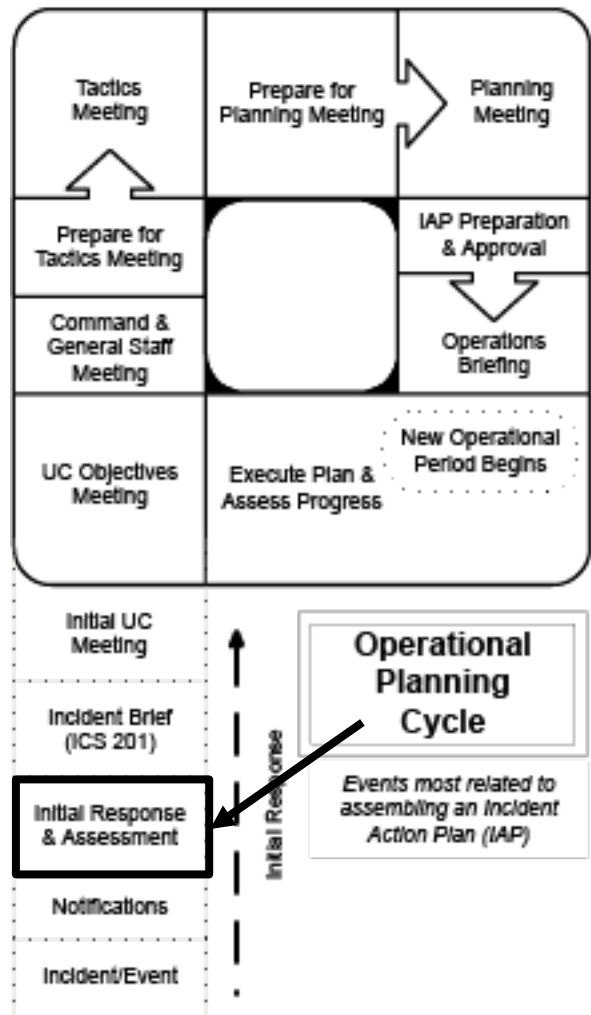 Tactics
Meeting
Prepare for
Planning Meeting
Planning
Meeting
Prepare for
Tactics Meeting
IAP Preparation
& Approval
Command &
General Staff
Meeting
Operations
Briefing
UC Objectives
Meeting
Execute Plan &
Assess Progress
New Operational
Period Begins
Initial UC
Meeting
Incident Brief
(ICS 201)
Initial Response
& Assessment
Notifications
Incident/Event
Initial Response
Operational
Planning
Cycle
Events most related to
assembling an Incident
Action Plan (IAP)